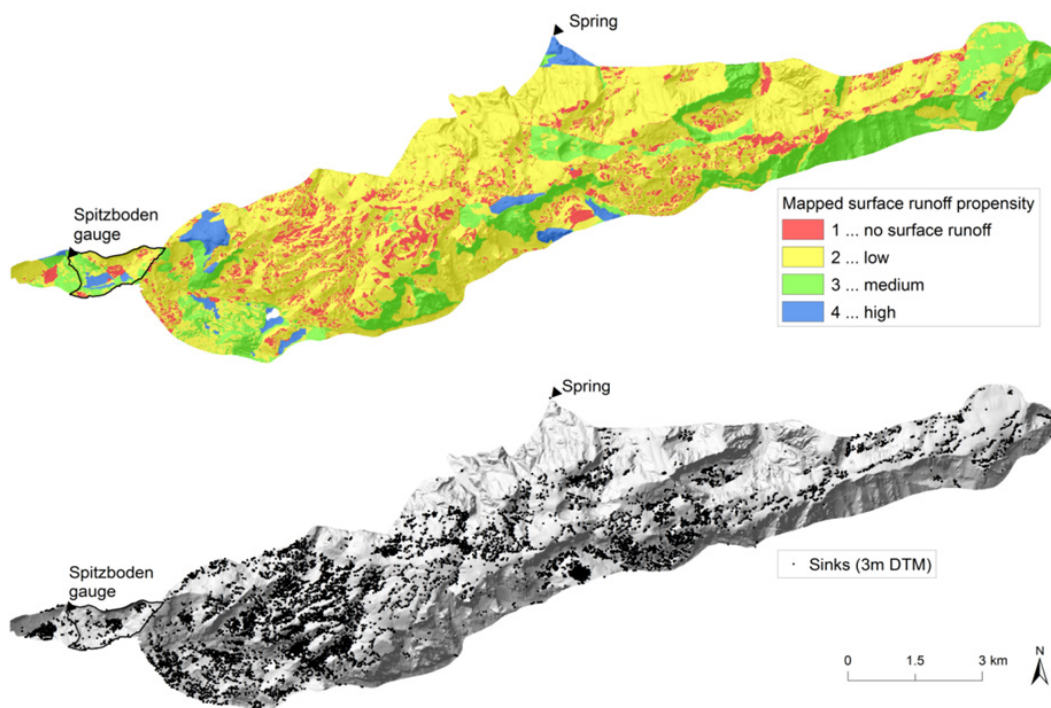 Spring
Spitzboden
gauge
Mapped surface runoff propensity
1 ... no surface runoff
2 ... low
3 ... medium
4 ... high
Spring
Sinks (3m DTM)
Spitzboden
gauge
N
0 1.5 3 km